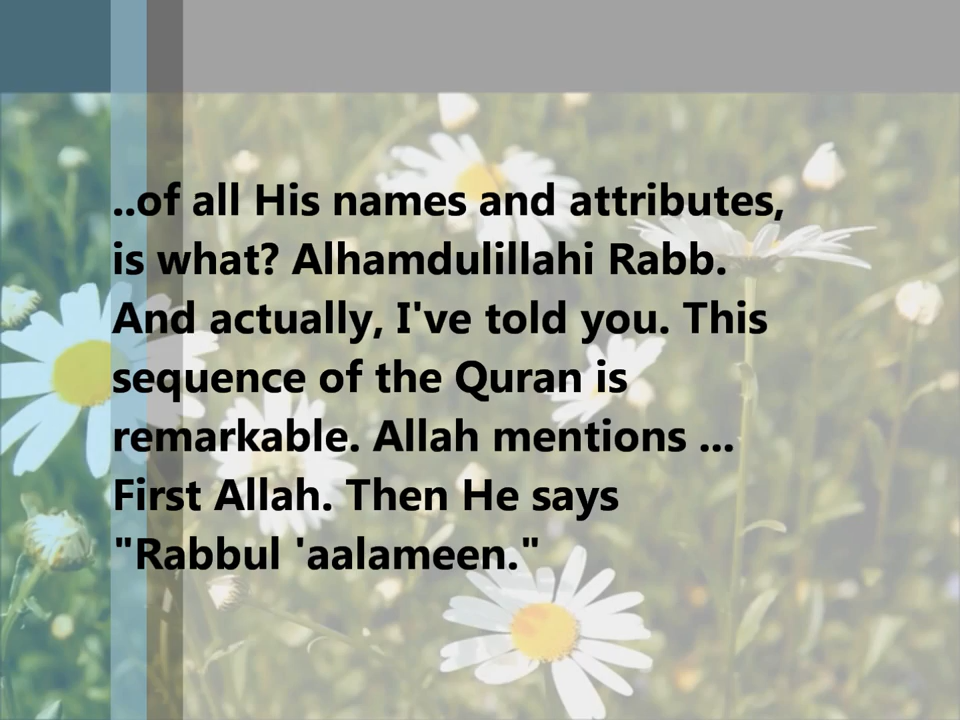 ..of all His names and attributes,
is what? Alhamdulillahi Rabb.
And actually, I've told you. This
sequence of the Quran is
remarkable. Allah mentions ...
First Allah. Then He says
"Rabbul 'aalameen."